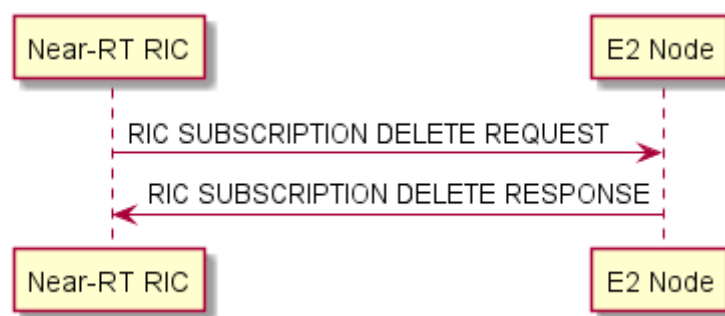 Near-RT RIC
E2 Node
RIC SUBSCRIPTION DELETE REQUEST
RIC SUBSCRIPTION DELETE RESPONSE
Near-RT RIC
E2 Node